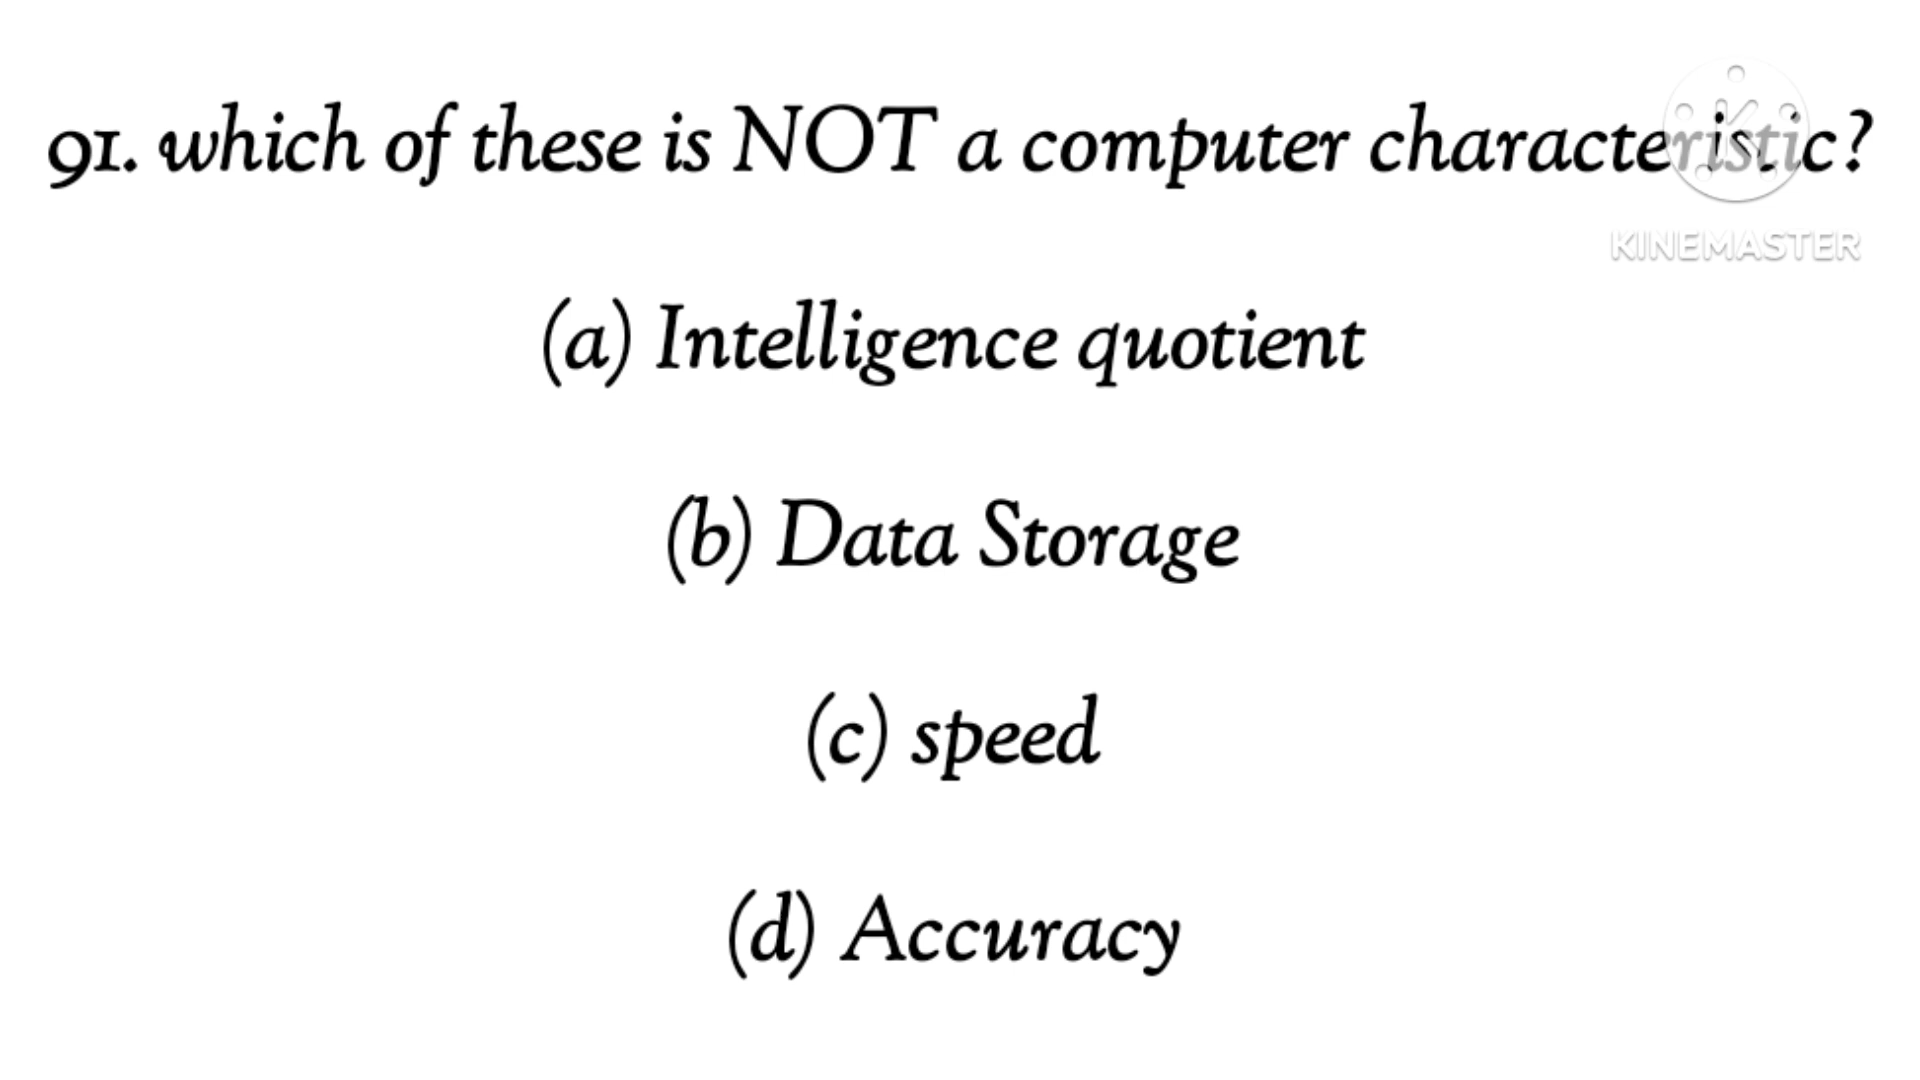 91. which of these is NOT a computer characteristic?
KINEMASTER
(a) Intelligence quotient
(b) Data Storage
(c) speed
(d) Accuracy